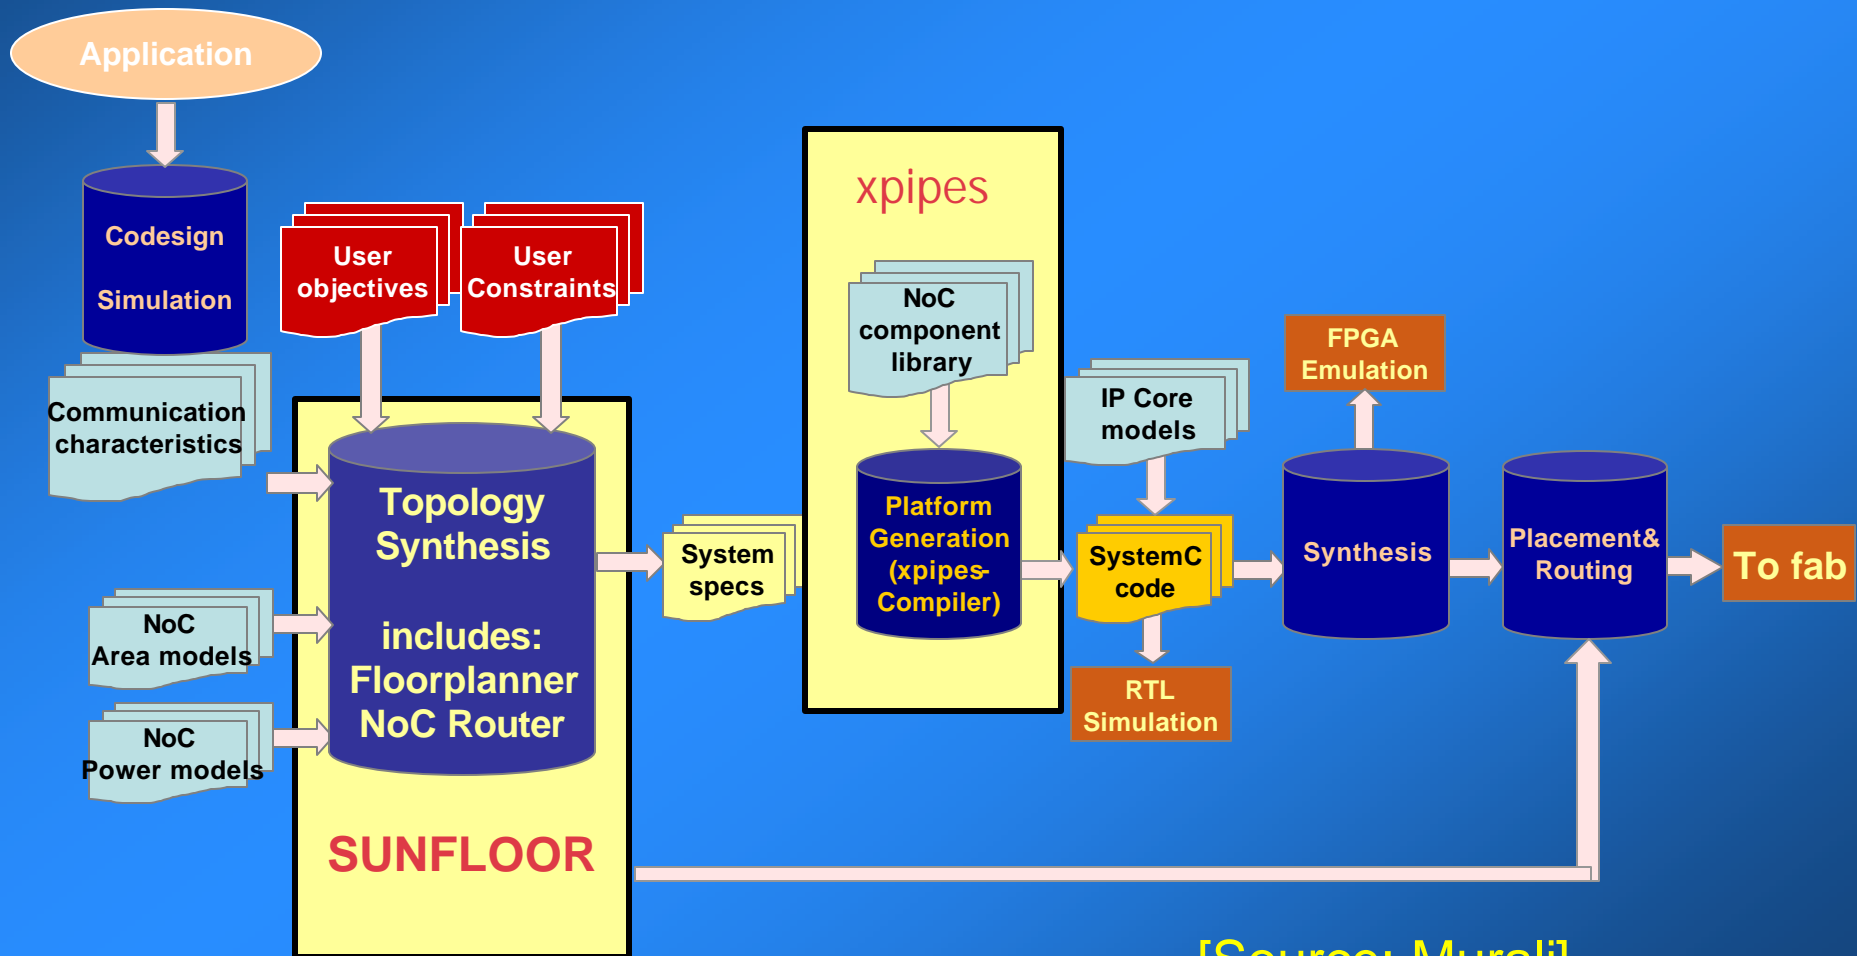 Application
Codesign
Simulation
User
objectives
User
Constraints
Communication
characteristics
NoC
Area models
NoC
Power models
Topology
Synthesis
includes:
Floorplanner
NoC Router
SUNFLOOR
System
specs
xpipes
NoC
component
library
Platform
Generation
(xpipes-
Compiler)
IP Core
models
SystemC
code
RTL
Simulation
FPGA
Emulation
Synthesis
Placement&
Routing
To fab
[Source: Murali]